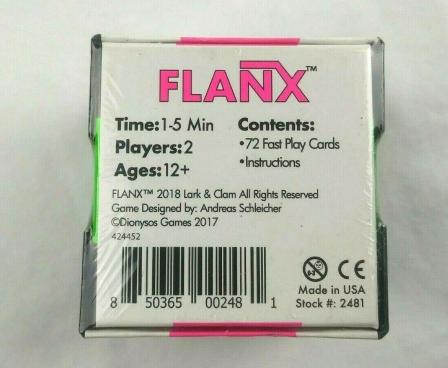 FLANX™
Time:1-5 Min
Players:2
Ages:12+
Contents:
•72 Fast Play Cards
•Instructions
FLANX™ 2018 Lark & Clam All Rights Reserved
Game Designed by: Andreas Schleicher
©Dionysos Games 2017
424452
8 50365 00248 1
0-3
CE
Made in USA
Stock #: 2481